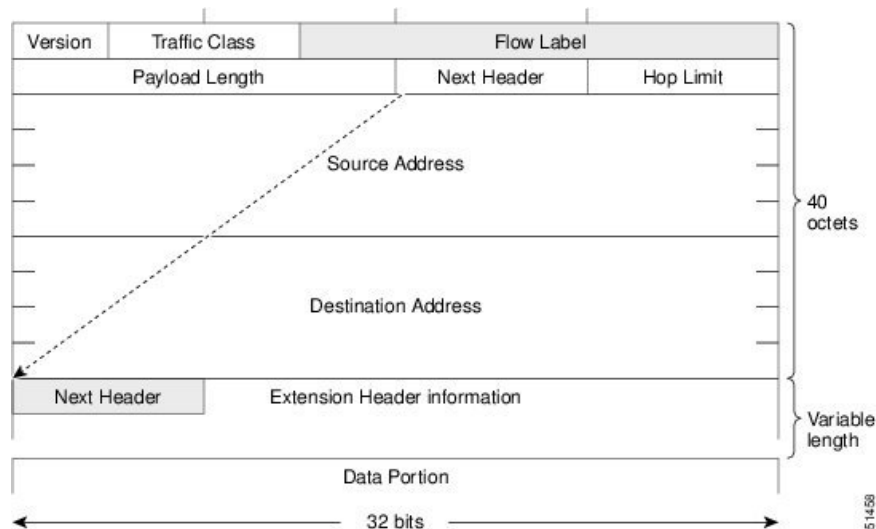 Version Traffic Class Flow Label
Payload Length Next Header Hop Limit
Source Address
40
octets
Destination Address
Next Header Extension Header information
Variable
length
Data Portion
32 bits
51458